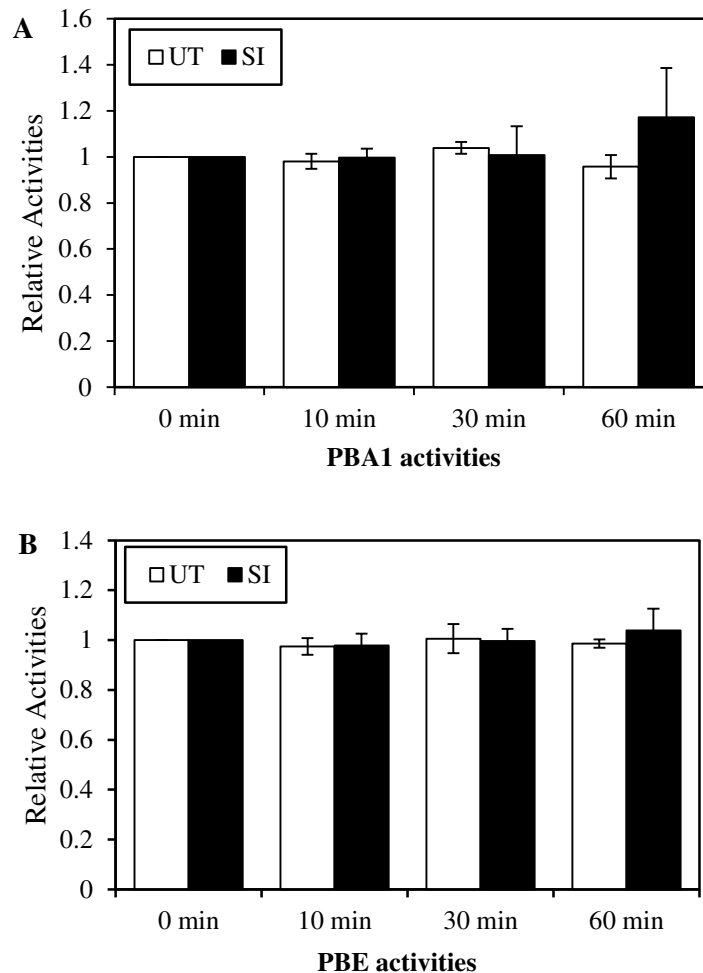 A
1.6
1.4
1.2
1
0.8
0.6
0.4
0.2
0
Relative Activities
UT SI
0 min 10 min 30 min 60 min
PBA1 activities
B
1.4
1.2
1
0.8
0.6
0.4
0.2
0
Relative Activities
UT SI
0 min 10 min 30 min 60 min
PBE activities